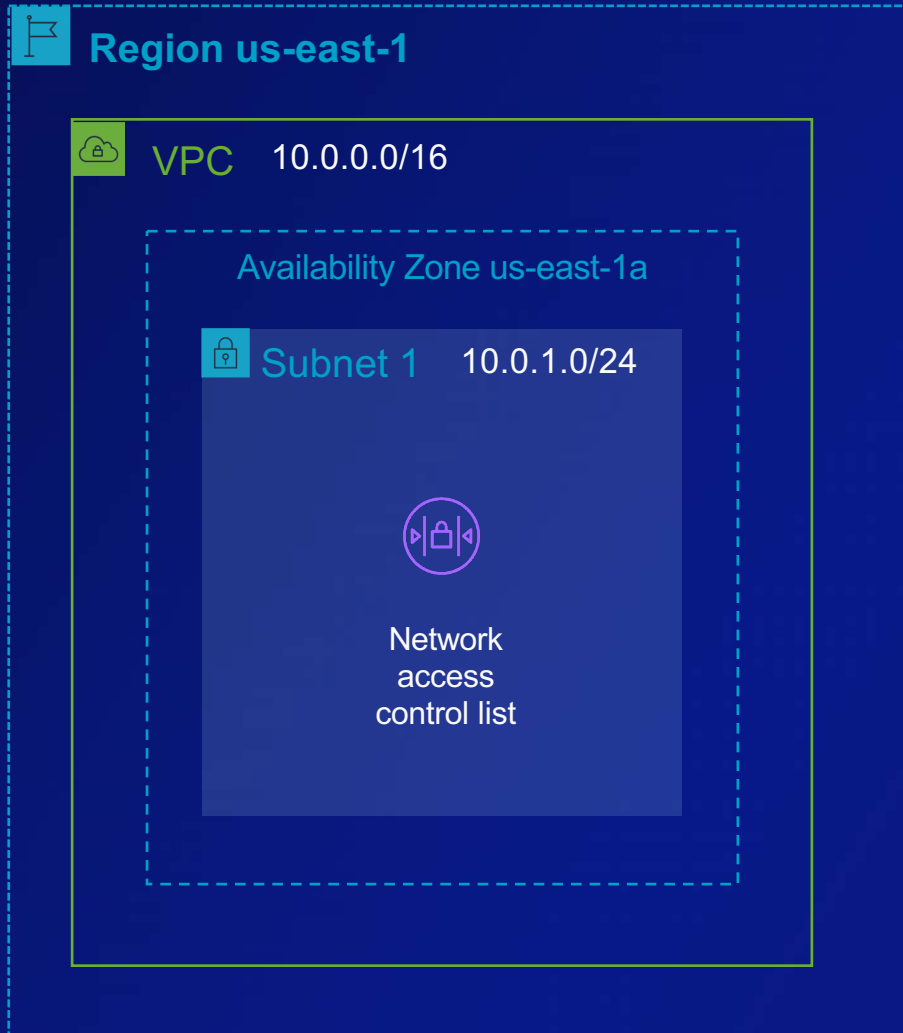 Region us-east-1
VPC 10.0.0.0/16
Availability Zone us-east-1a
Subnet 1 10.0.1.0/24
Network
access
control list